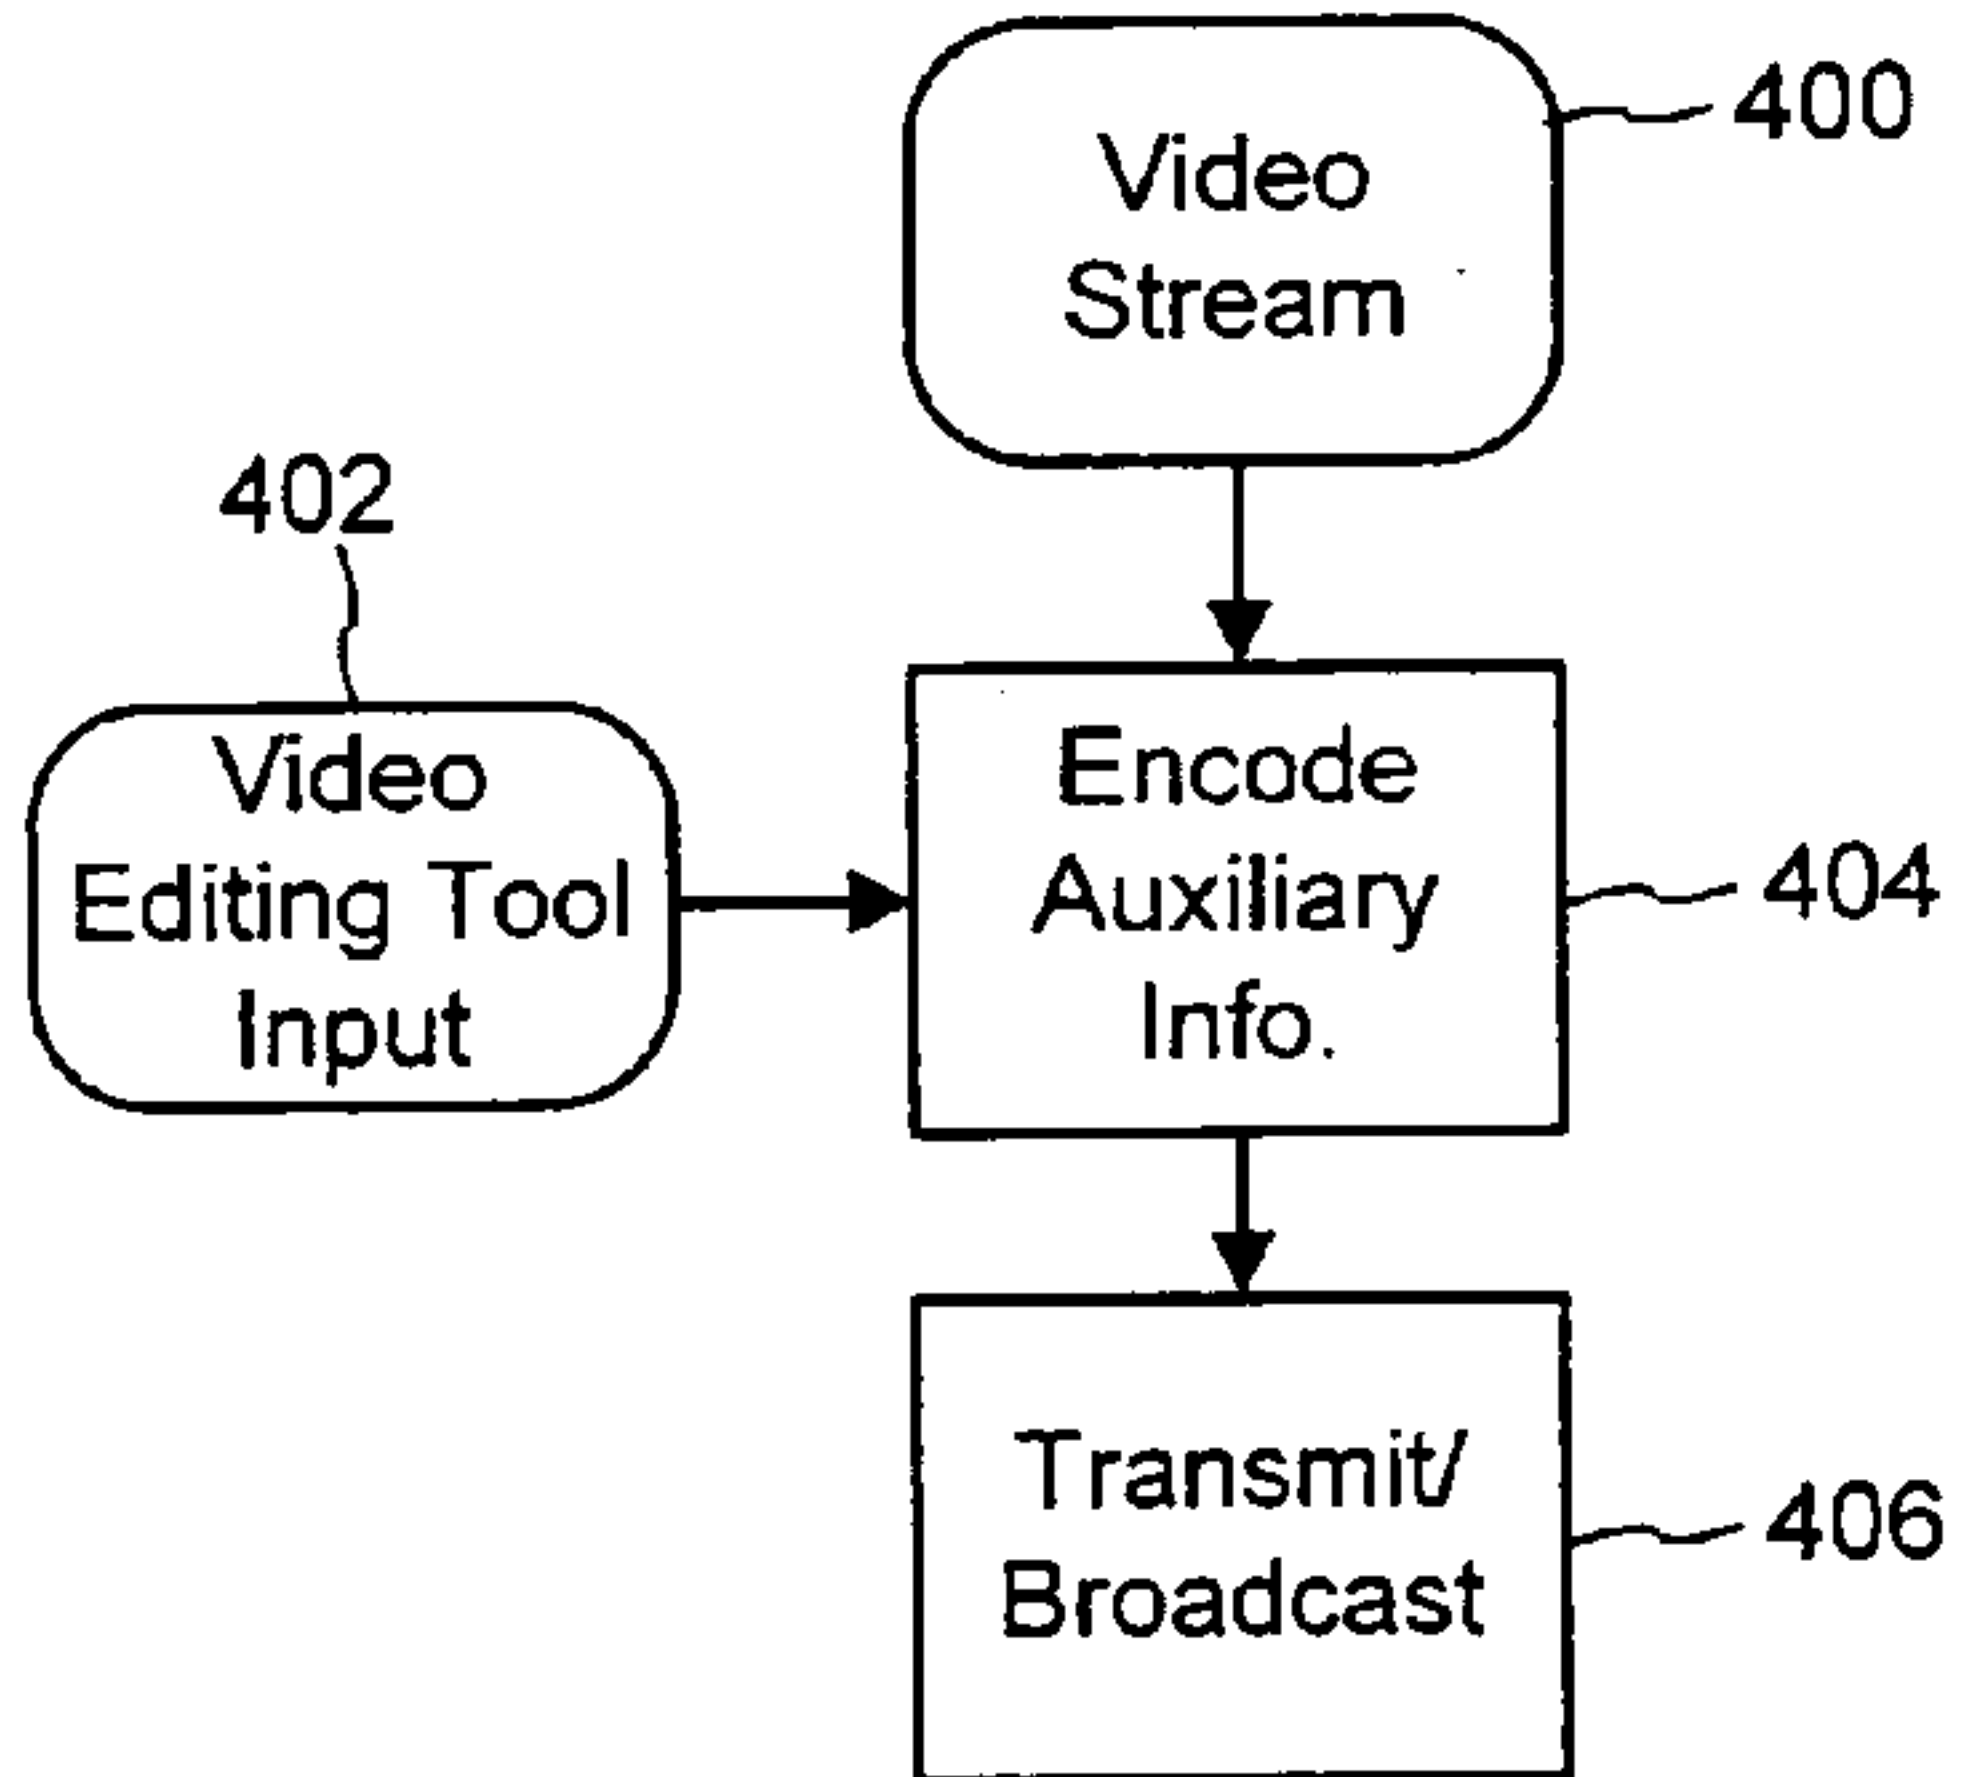 Video
Stream
400
402
Video
Editing Tool
Input
Encode
Auxiliary
Info.
404
Transmit/
Broadcast
406